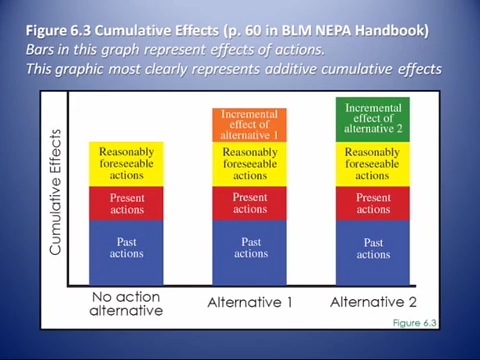 Figure 6.3 Cumulative Effects (p. 60 in BLM NEPA Handbook)
Bars in this graph represent effects of actions.
This graphic most clearly represents additive cumulative effects
Cumulative Effects
Reasonably
foreseeable
actions
Present
actions
Past
actions
No action
alternative
Incremental
effect of
alternative 1
Reasonably
foreseeable
actions
Present
actions
Past
actions
Alternative 1
Incremental
effect of
alternative 2
Reasonably
foreseeable
actions
Present
actions
Past
actions
Alternative 2
Figure 6.3